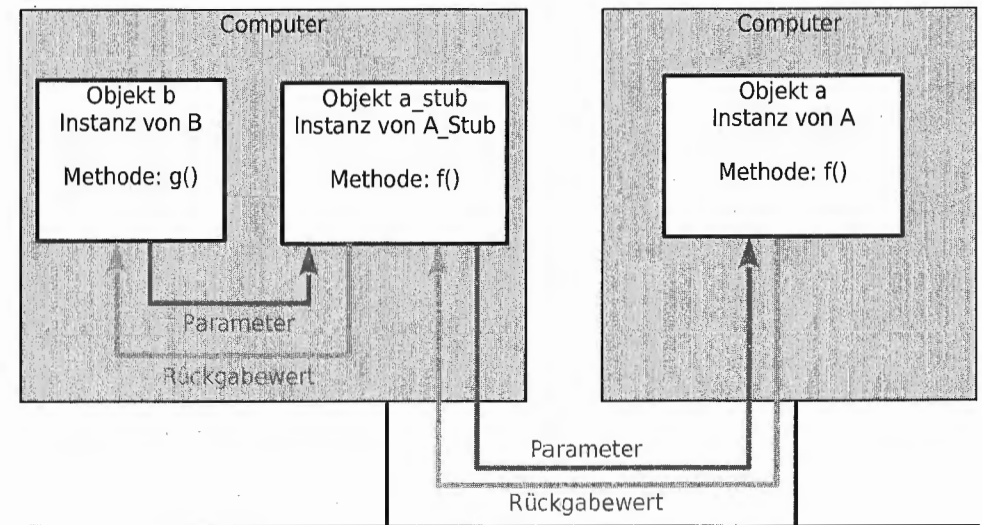 Computer
Objekt b
Instanz von B
Methode: g()
Objekt a_stub
Instanz von A_Stub
Methode: f()
Parameter
Rückgabewert
Computer
Objekt a
Instanz von A
Methode: f()
Parameter
Rückgabewert